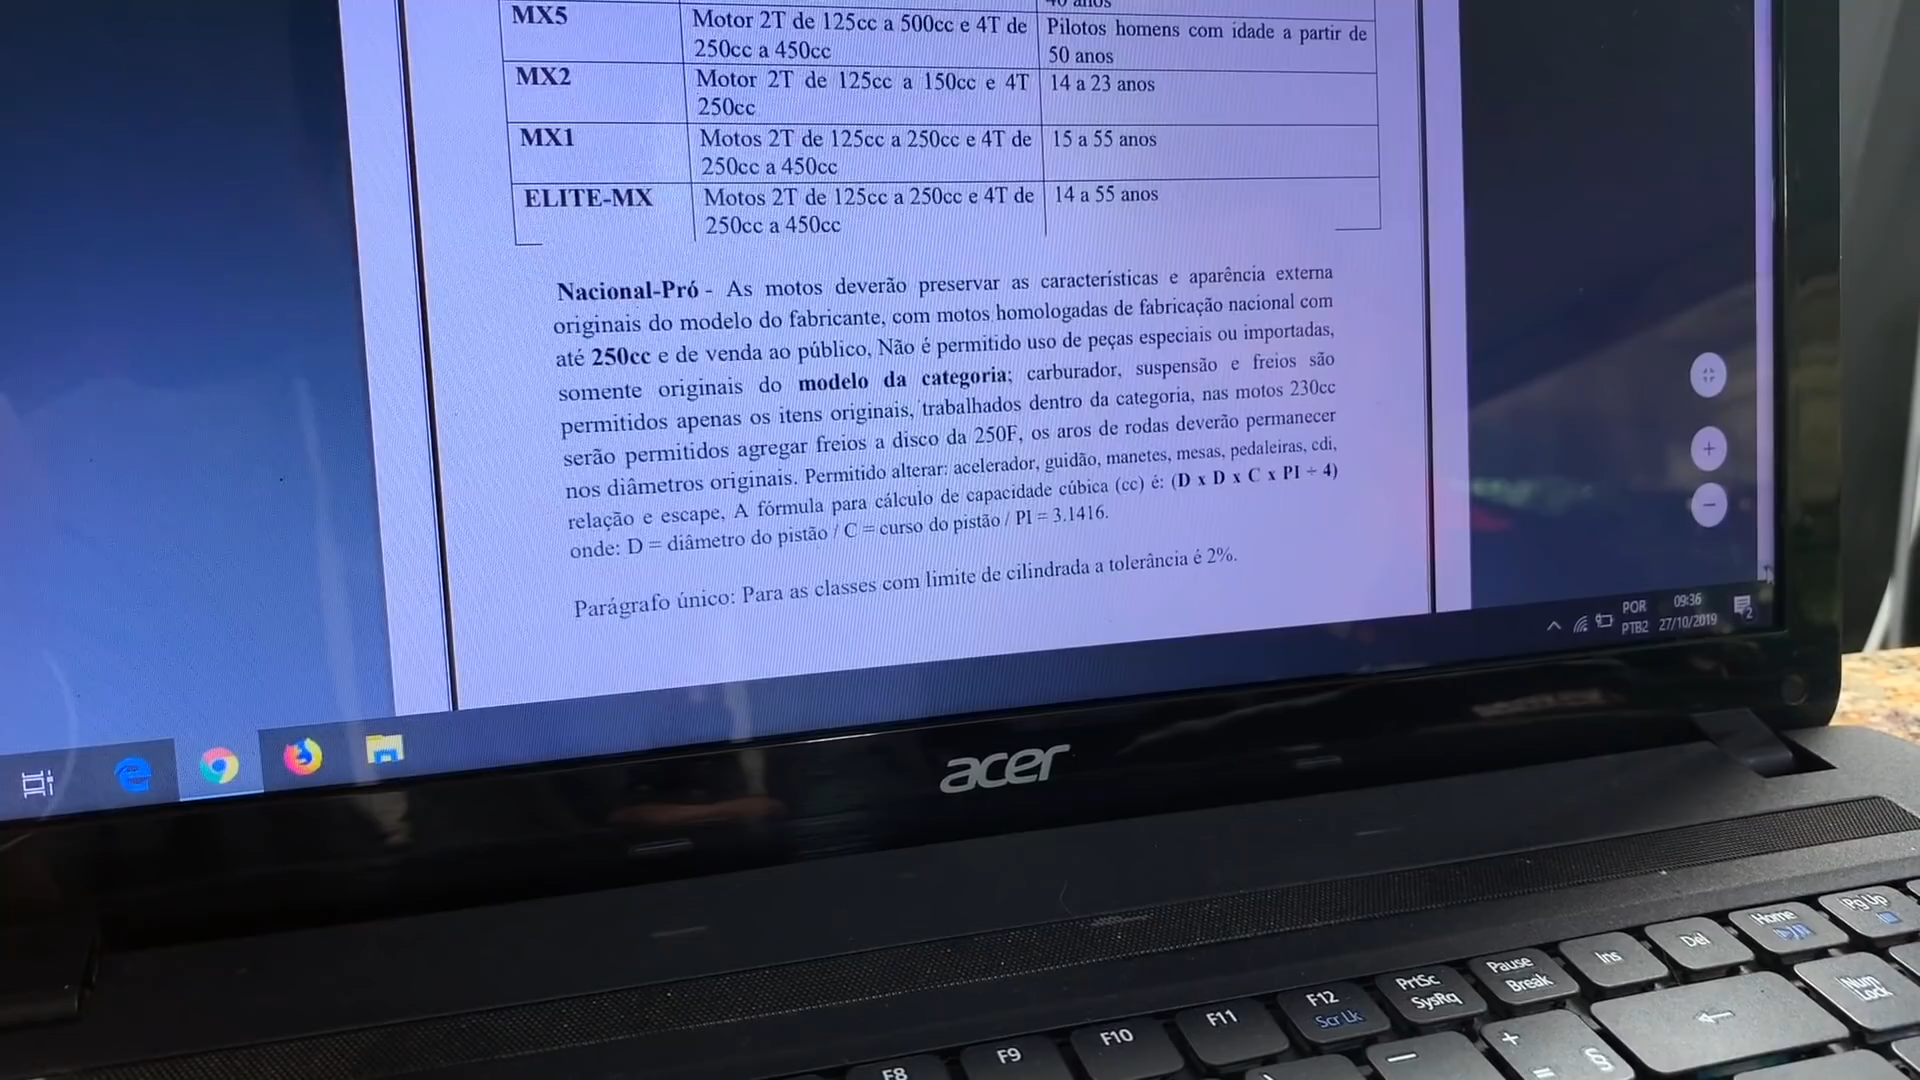 40 anos
MX5
Motor 2T de 125cc a 500cc e 4T de
250cc a 450cc
Pilotos homens com idade a partir de
50 anos
MX2
Motor 2T de 125cc a 150cc e 4T
250cc
14 a 23 anos
MX1
Motos 2T de 125cc a 250cc e 4T de
250cc a 450cc
15 a 55 anos
ELITE-MX
Motos 2T de 125cc a 250cc e 4T de
250cc a 450cc
14 a 55 anos
Nacional-Pró - As motos deverão preservar as características e aparência externa
originais do modelo do fabricante, com motos homologadas de fabricação nacional com
até 250cc e de venda ao público, Não é permitido uso de peças especiais ou importadas,
somente originais do modelo da categoria; carburador, suspensão e freios são
permitidos apenas os itens originais, trabalhados dentro da categoria, nas motos 230cc
serão permitidos agregar freios a disco da 250F, os aros de rodas deverão permanecer
nos diâmetros originais. Permitido alterar: acelerador, guidão, manetes, mesas, pedaleiras, cdi,
relação e escape, A fórmula para cálculo de capacidade cúbica (cc) é: (D x D x C x PI ÷ 4)
onde: D = diâmetro do pistão / C = curso do pistão / PI = 3.1416.
Parágrafo único: Para as classes com limite de cilindrada a tolerância é 2%.
POR
PTB2
09:36
27/10/2019
2
acer
Pg Up
Home
Del
Ins
Pause
Break
PrtSc
SysRq
F12
Scr Lk
F11
F10
F9
F8
Num
Lock
+
=
§